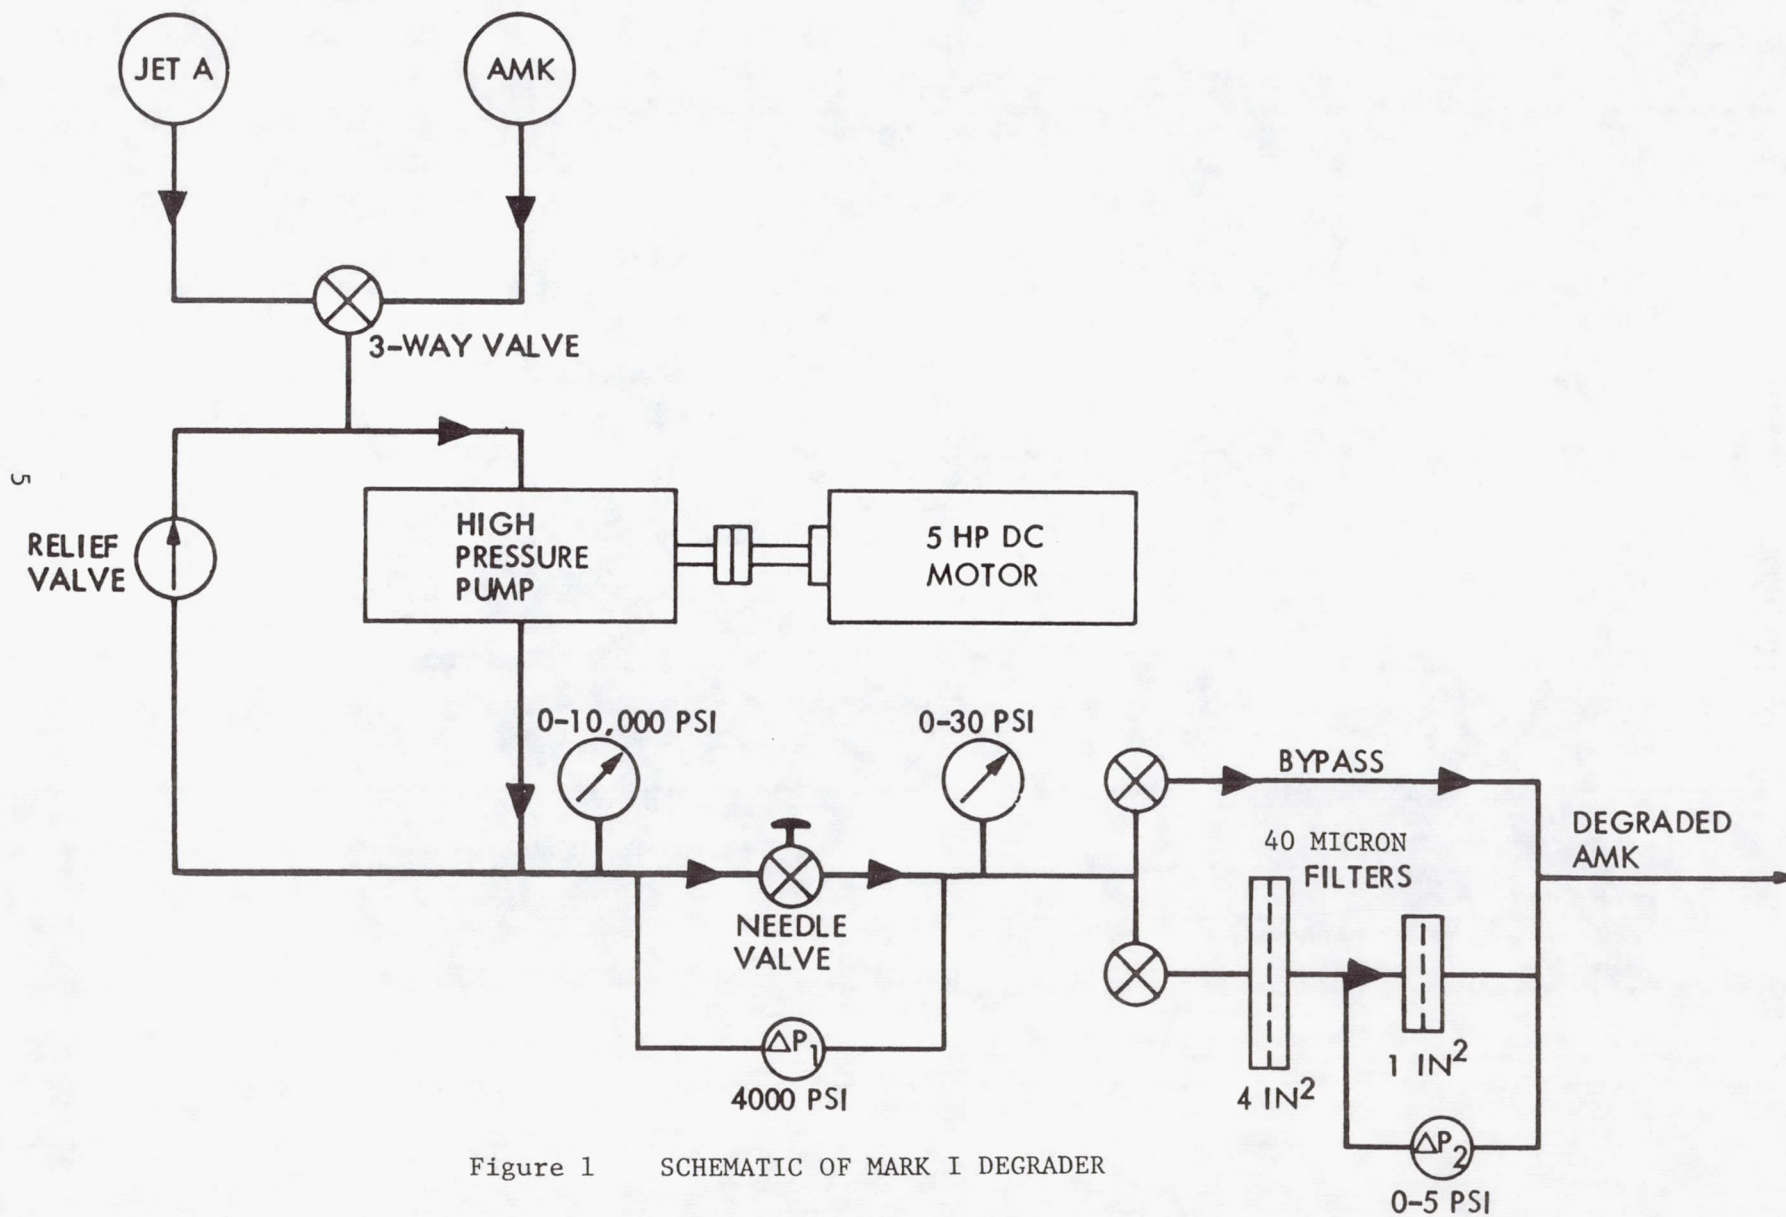 JET A
AMK
3-WAY VALVE
5
RELIEF
VALVE
HIGH
PRESSURE
PUMP
5 HP DC
MOTOR
0-10,000 PSI
0-30 PSI
BYPASS
40 MICRON
FILTERS
DEGRADED
AMK
NEEDLE
VALVE
ΔP1
4000 PSI
4 IN²
1 IN²
ΔP2
0-5 PSI
Figure 1 SCHEMATIC OF MARK I DEGRADER